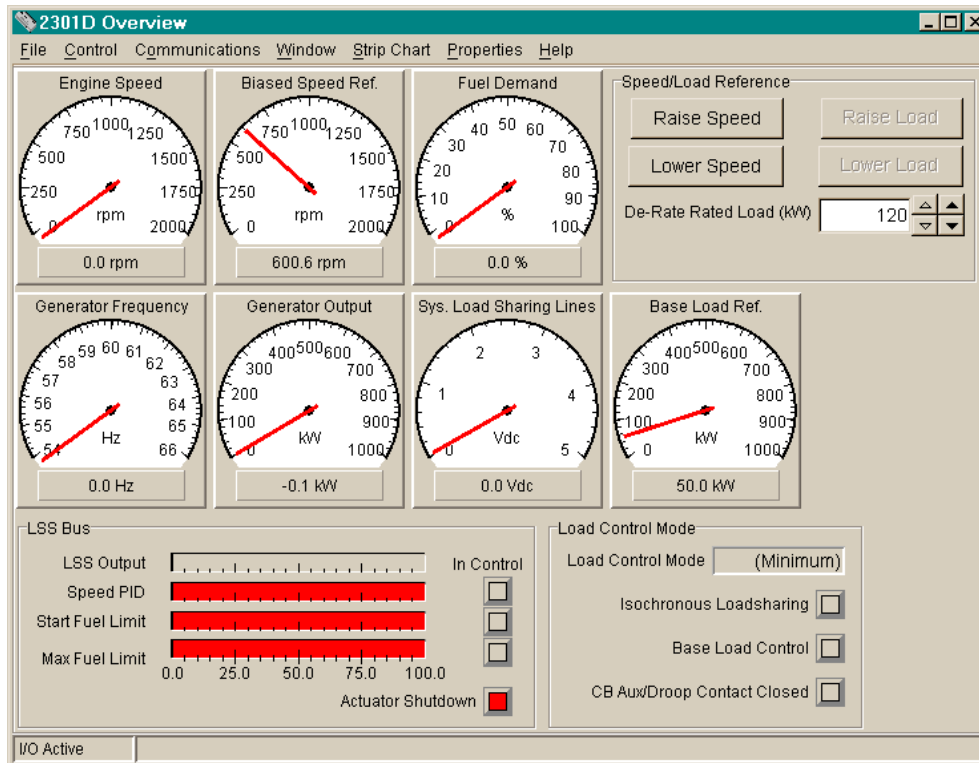 2301D Overview
File Control Communications Window Strip Chart Properties Help
Engine Speed
0 250 500 750 1000 1250 1500 1750 2000
rpm
0.0 rpm
Biased Speed Ref.
0 250 500 750 1000 1250 1500 1750 2000
rpm
600.6 rpm
Fuel Demand
0 10 20 30 40 50 60 70 80 90 100
%
0.0 %
Speed/Load Reference
Raise Speed Raise Load
Lower Speed Lower Load
De-Rate Rated Load (kW) 120
Generator Frequency
54 55 56 57 58 59 60 61 62 63 64 65 66
Hz
0.0 Hz
Generator Output
0 100 200 300 400 500 600 700 800 900 1000
kW
-0.1 kW
Sys. Load Sharing Lines
0 1 2 3 4 5
Vdc
0.0 Vdc
Base Load Ref.
0 100 200 300 400 500 600 700 800 900 1000
kW
50.0 kW
LSS Bus
LSS Output In Control
Speed PID
Start Fuel Limit
Max Fuel Limit
0.0 25.0 50.0 75.0 100.0
Actuator Shutdown
Load Control Mode
Load Control Mode (Minimum)
Isochronous Loadsharing
Base Load Control
CB Aux/Droop Contact Closed
I/O Active